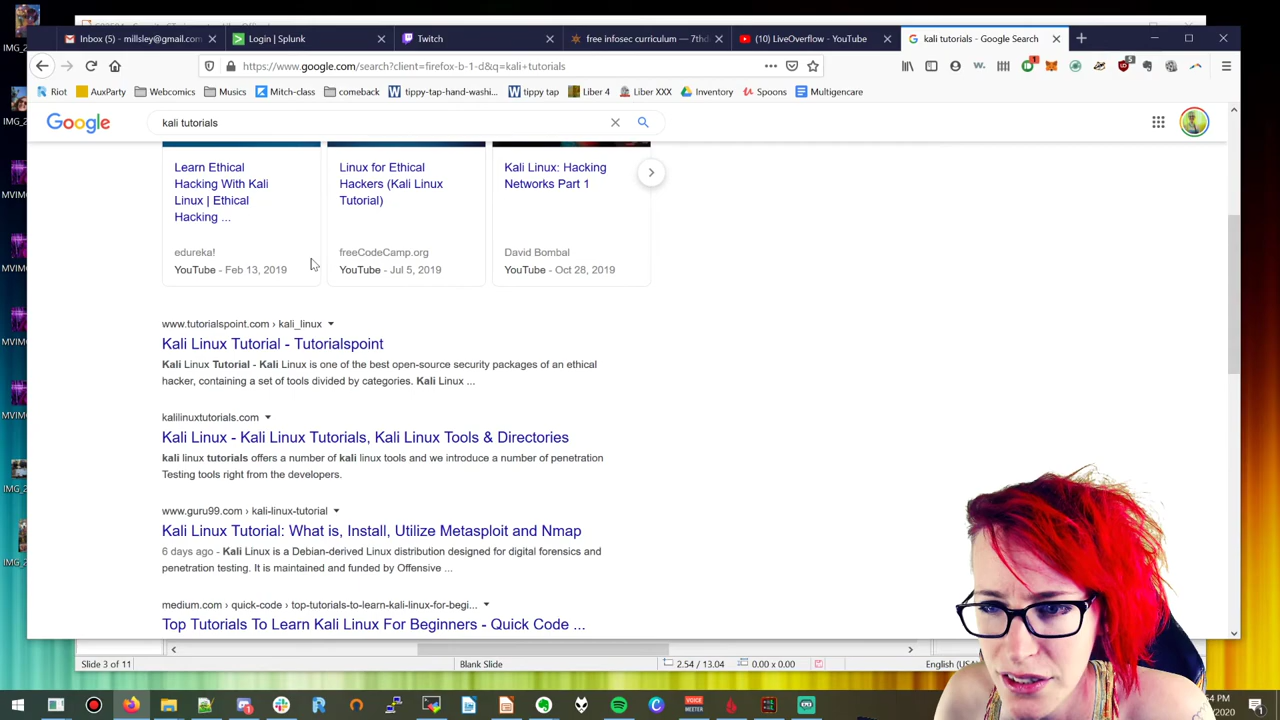 Inbox (5) - millsley@gmail.com
Login | Splunk
Twitch
free infosec curriculum — 7thd
(10) LiveOverflow - YouTube
kali tutorials - Google Search
https://www.google.com/search?client=firefox-b-1-d&q=kali+tutorials
Riot
AuxParty
Webcomics
Musics
Mitch-class
comeback
tippy-tap-hand-washi...
tippy tap
Liber 4
Liber XXX
Inventory
Spoons
Multigencare
Google
kali tutorials
Learn Ethical
Hacking With Kali
Linux | Ethical
Hacking ...
edureka!
YouTube - Feb 13, 2019
Linux for Ethical
Hackers (Kali Linux
Tutorial)
freeCodeCamp.org
YouTube - Jul 5, 2019
Kali Linux: Hacking
Networks Part 1
David Bombal
YouTube - Oct 28, 2019
www.tutorialspoint.com › kali_linux
Kali Linux Tutorial - Tutorialspoint
Kali Linux Tutorial - Kali Linux is one of the best open-source security packages of an ethical
hacker, containing a set of tools divided by categories. Kali Linux ...
kalilinuxtutorials.com
Kali Linux - Kali Linux Tutorials, Kali Linux Tools & Directories
kali linux tutorials offers a number of kali linux tools and we introduce a number of penetration
Testing tools right from the developers.
www.guru99.com › kali-linux-tutorial
Kali Linux Tutorial: What is, Install, Utilize Metasploit and Nmap
6 days ago - Kali Linux is a Debian-derived Linux distribution designed for digital forensics and
penetration testing. It is maintained and funded by Offensive ...
medium.com › quick-code › top-tutorials-to-learn-kali-linux-for-begi...
Top Tutorials To Learn Kali Linux For Beginners - Quick Code ...
Slide 3 of 11
Blank Slide
2.54 / 13.04
0.00 x 0.00
English (USA)
IMG_
MVIMG
MVIM
MVIM
MVIM
IMG_2
IMG_2
VOICE
MEETER